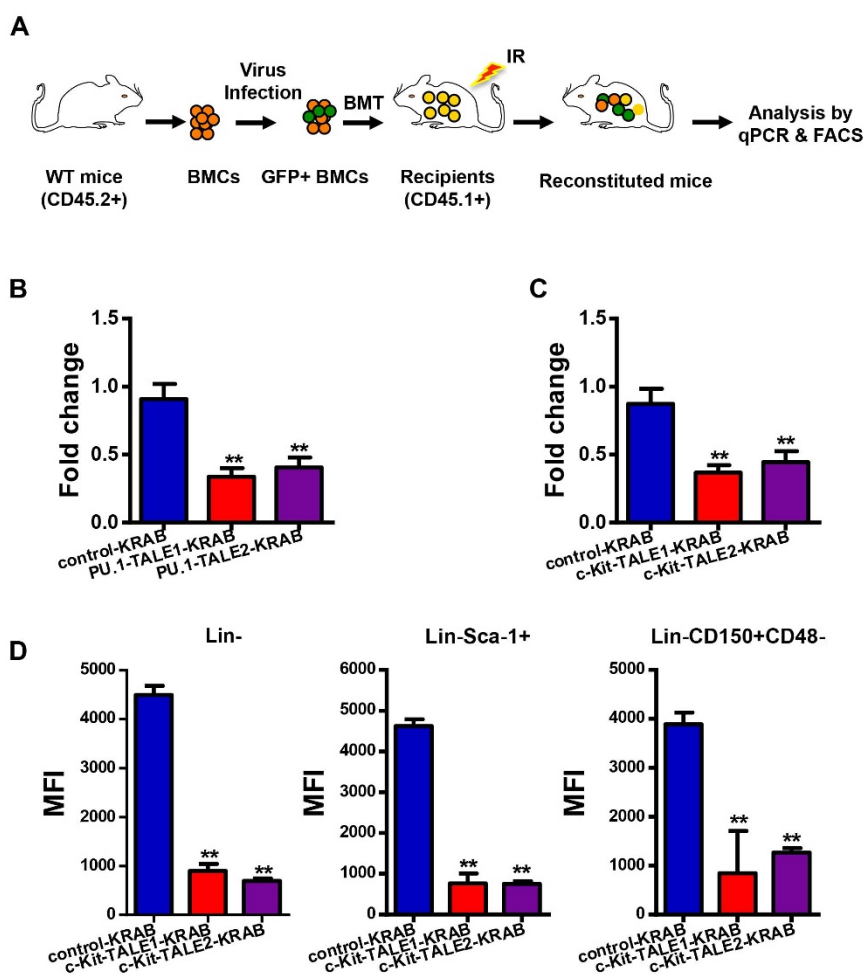 A
Virus
Infection
BMT
IR
Analysis by
qPCR & FACS
WT mice
(CD45.2+)
BMCs
GFP+ BMCs
Recipients
(CD45.1+)
Reconstituted mice
B
Fold change
1.5
1.0
0.5
0.0
**
**
control-KRAB
PU.1-TALE1-KRAB
PU.1-TALE2-KRAB
C
Fold change
1.5
1.0
0.5
0.0
**
**
control-KRAB
c-Kit-TALE1-KRAB
c-Kit-TALE2-KRAB
D
Lin-
MFI
5000
4000
3000
2000
1000
0
**
**
control-KRAB
c-Kit-TALE1-KRAB
c-Kit-TALE2-KRAB
Lin-Sca-1+
MFI
6000
5000
4000
3000
2000
1000
0
**
**
control-KRAB
c-Kit-TALE1-KRAB
c-Kit-TALE2-KRAB
Lin-CD150+CD48-
MFI
5000
4000
3000
2000
1000
0
**
**
control-KRAB
c-Kit-TALE1-KRAB
c-Kit-TALE2-KRAB